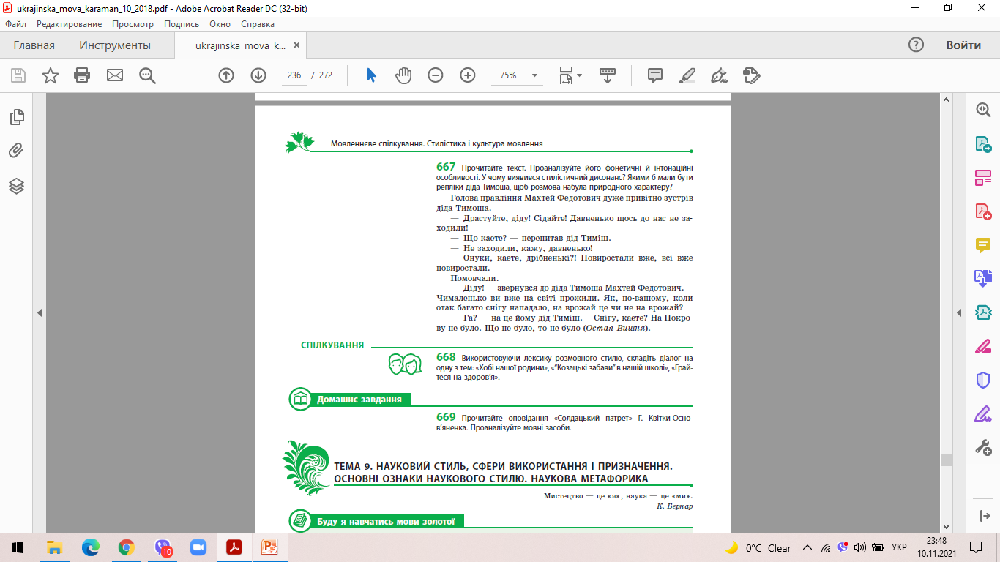 ukrajinska_mova_karaman_10_2018.pdf - Adobe Acrobat Reader DC (32-bit)
Файл Редактирование Просмотр Подпись Окно Справка
Главная Инструменты ukrajinska_mova_k... × Войти
236 / 272 75%
Мовленнєве спілкування. Стилістика і культура мовлення
667 Прочитайте текст. Проаналізуйте його фонетичні й інтонаційні
особливості. У чому виявився стилістичний дисонанс? Якими б мали бути
репліки діда Тимоша, щоб розмова набула природного характеру?
Голова правління Махтей Федотович дуже привітно зустрів
діда Тимоша.
— Драстуйте, діду! Сідайте! Давненько щось до нас не за-
ходили!
— Що каете? — перепитав дід Тиміш.
— Не заходили, кажу, давненько!
— Онуки, каете, дрібненькі?! Повиростали вже, всі вже
повиростали.
Помовчали.
— Діду! — звернувся до діда Тимоша Махтей Федотович.—
Чималенько ви вже на світі прожили. Як, по-вашому, коли
отак багато снігу нападало, на врожай це чи не на врожай?
— Га? — на це йому дід Тиміш.— Снігу, каете? На Покро-
ву не було. Що не було, то не було (Остап Вишня).
СПІЛКУВАННЯ
668 Використовуючи лексику розмовного стилю, складіть діалог на
одну з тем: «Хобі нашої родини», «"Козацькі забави" в нашій школі», «Грай-
теся на здоров'я».
Домашнє завдання
669 Прочитайте оповідання «Солдацький патрет» Г. Квітки-Осно-
в'яненка. Проаналізуйте мовні засоби.
ТЕМА 9. НАУКОВИЙ СТИЛЬ, СФЕРИ ВИКОРИСТАННЯ І ПРИЗНАЧЕННЯ.
ОСНОВНІ ОЗНАКИ НАУКОВОГО СТИЛЮ. НАУКОВА МЕТАФОРИКА
Мистецтво — це «я», наука — це «ми».
К. Бернар
Буду я навчатись мови золотої
10 0°C Clear УКР 23:48
10.11.2021